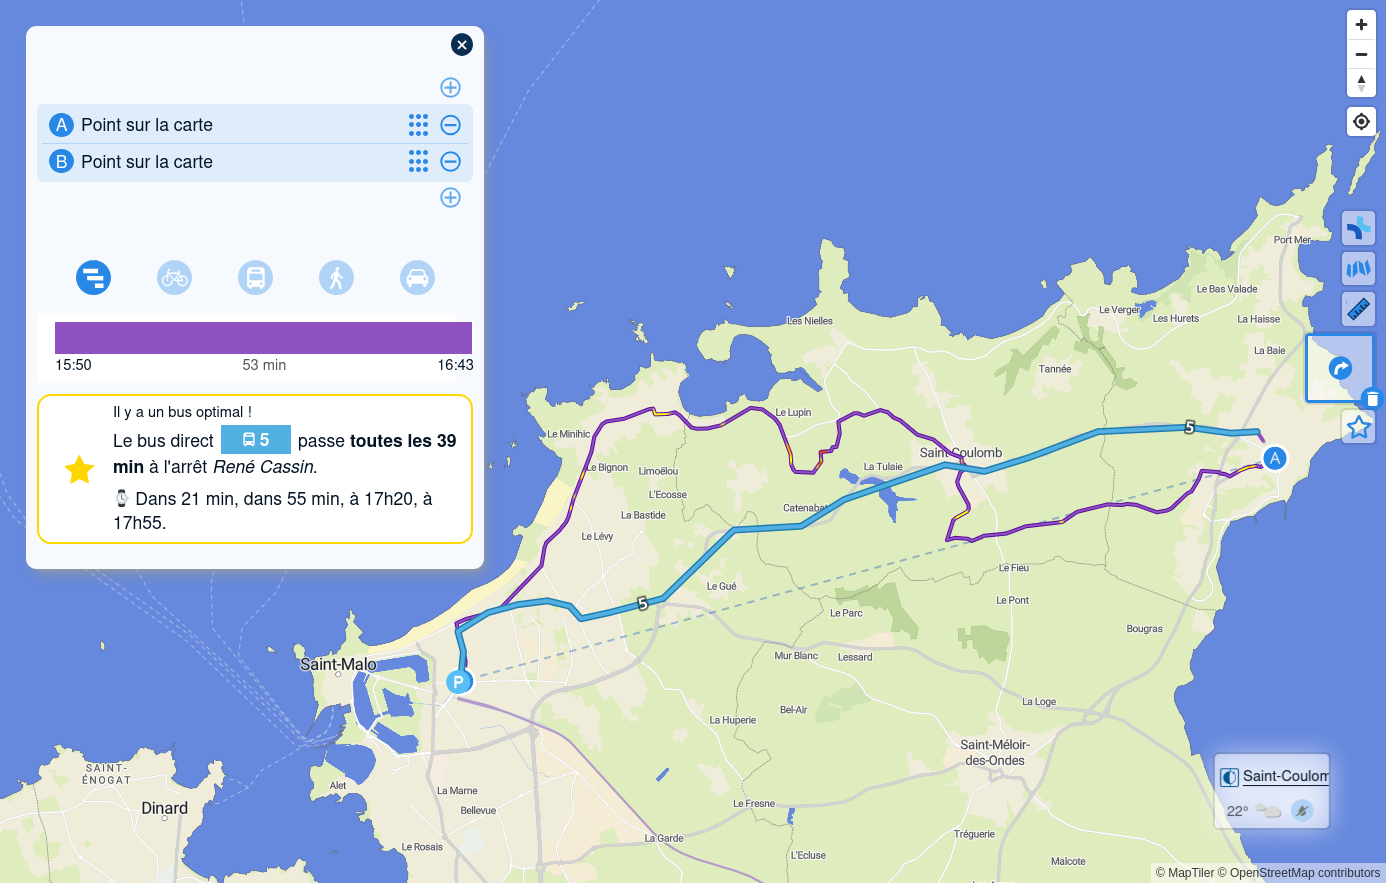 A Point sur la carte
B Point sur la carte
15:50 53 min 16:43
Il y a un bus optimal !
Le bus direct 5 passe toutes les 39
min à l'arrêt René Cassin.
Dans 21 min, dans 55 min, à 17h20, à
17h55.
Port Mer
Le Bas Valade
Le Verger
Les Hurets
La Haisse
Les Nielles
La Baie
Tannée
Le Lupin
Le Minihic
5
Saint-Coulomb
A
Le Bignon
Limoëlou
La Tulaie
L'Ecosse
Catenabat
La Bastide
Le Lévy
Le Fieu
Le Gué
Le Pont
5
Le Parc
Bougras
Saint-Malo
Mur Blanc
Lessard
P
La Loge
Bel-Air
La Huperie
Saint-Méloir-
des-Ondes
SAINT-
ÉNOGAT
Alet
La Marne
Dinard
Bellevue
Le Fresne
Saint-Coulom
22°
La Garde
Tréguerie
Le Rosais
L'Ecluse
Malcote
© MapTiler © OpenStreetMap contributors